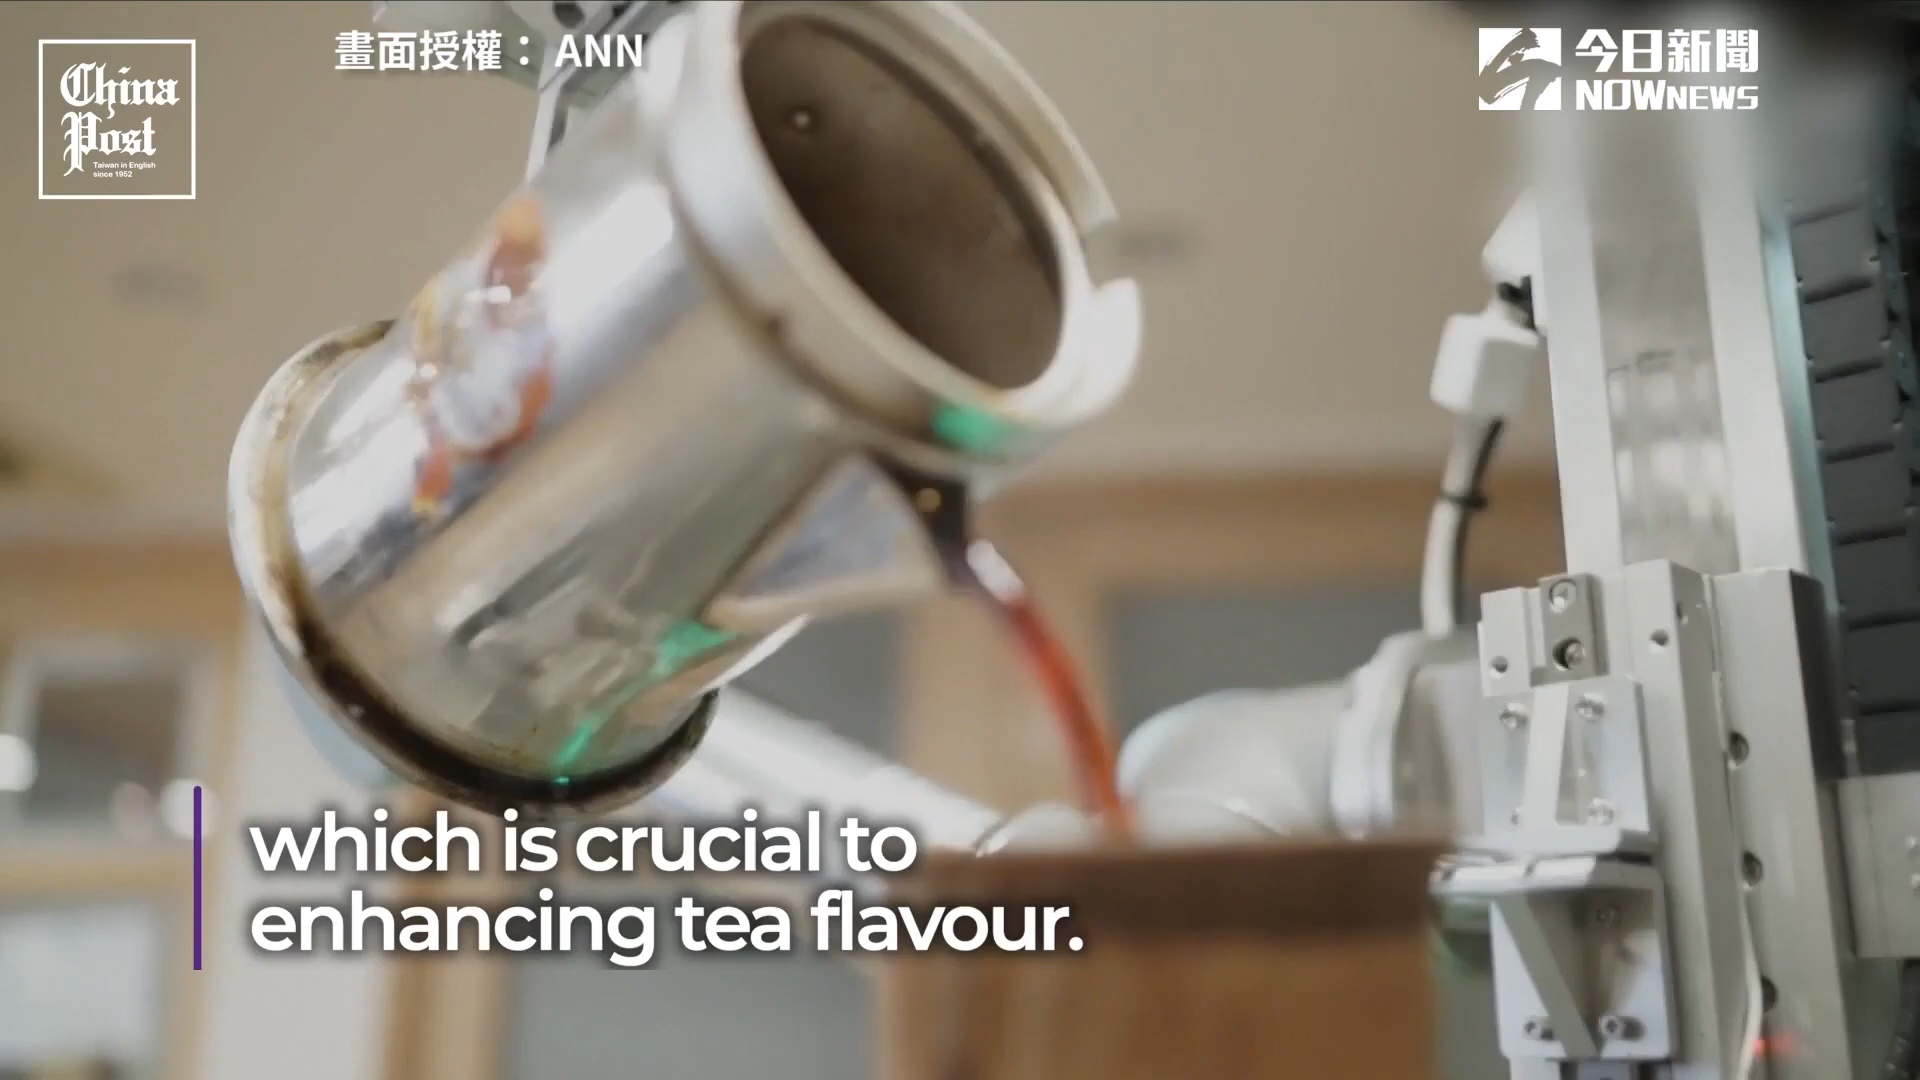 China
Post
Taiwan in English
since 1952
畫面授權： ANN
今日新聞
NOWNEWS
which is crucial to
enhancing tea flavour.